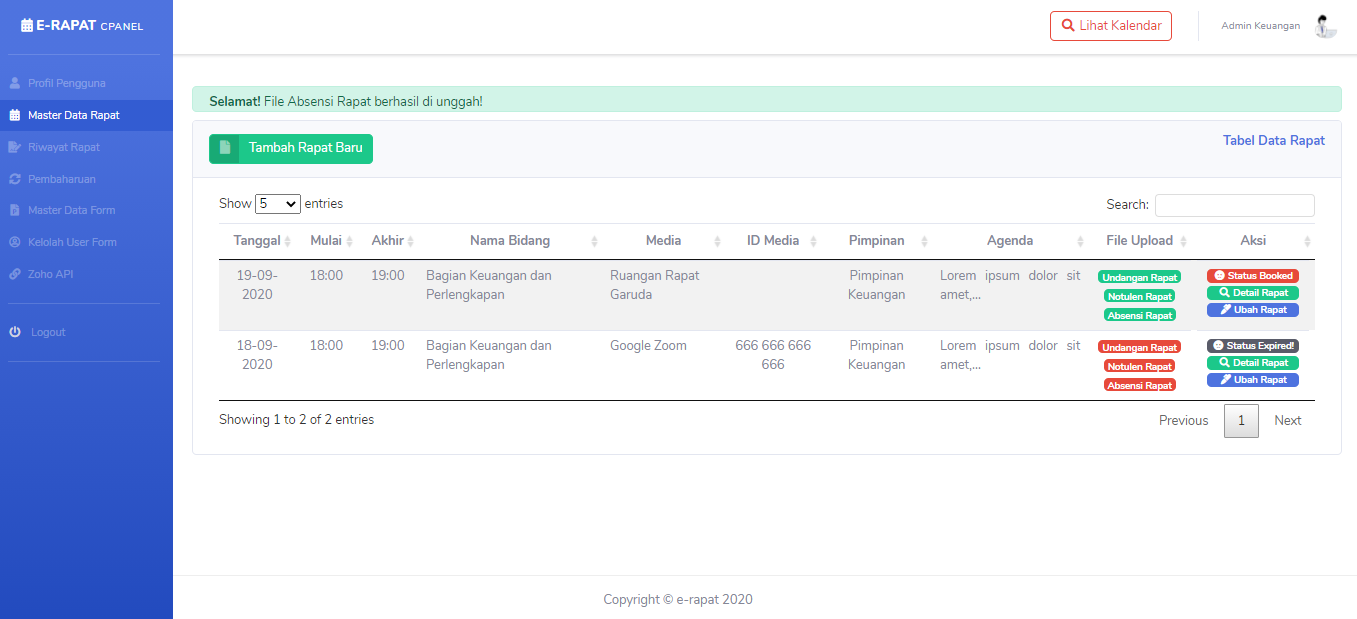 E-RAPAT CPANEL
Lihat Kalendar
Admin Keuangan
Profil Pengguna
Master Data Rapat
Riwayat Rapat
Pembaharuan
Master Data Form
Kelolah User Form
Zoho API
Logout
Selamat! File Absensi Rapat berhasil di unggah!
Tambah Rapat Baru
Tabel Data Rapat
Show 5 entries
Search:
Tanggal Mulai Akhir Nama Bidang Media ID Media Pimpinan Agenda File Upload Aksi
19-09- 18:00 19:00 Bagian Keuangan dan Ruangan Rapat Pimpinan Lorem ipsum dolor sit Undangan Rapat Status Booked
2020 Perlengkapan Garuda Keuangan amet,... Notulen Rapat Detail Rapat
Absensi Rapat Ubah Rapat
18-09- 18:00 19:00 Bagian Keuangan dan Google Zoom 666 666 666 Pimpinan Lorem ipsum dolor sit Undangan Rapat Status Expired!
2020 Perlengkapan 666 Keuangan amet,... Notulen Rapat Detail Rapat
Absensi Rapat Ubah Rapat
Showing 1 to 2 of 2 entries
Previous 1 Next
Copyright © e-rapat 2020